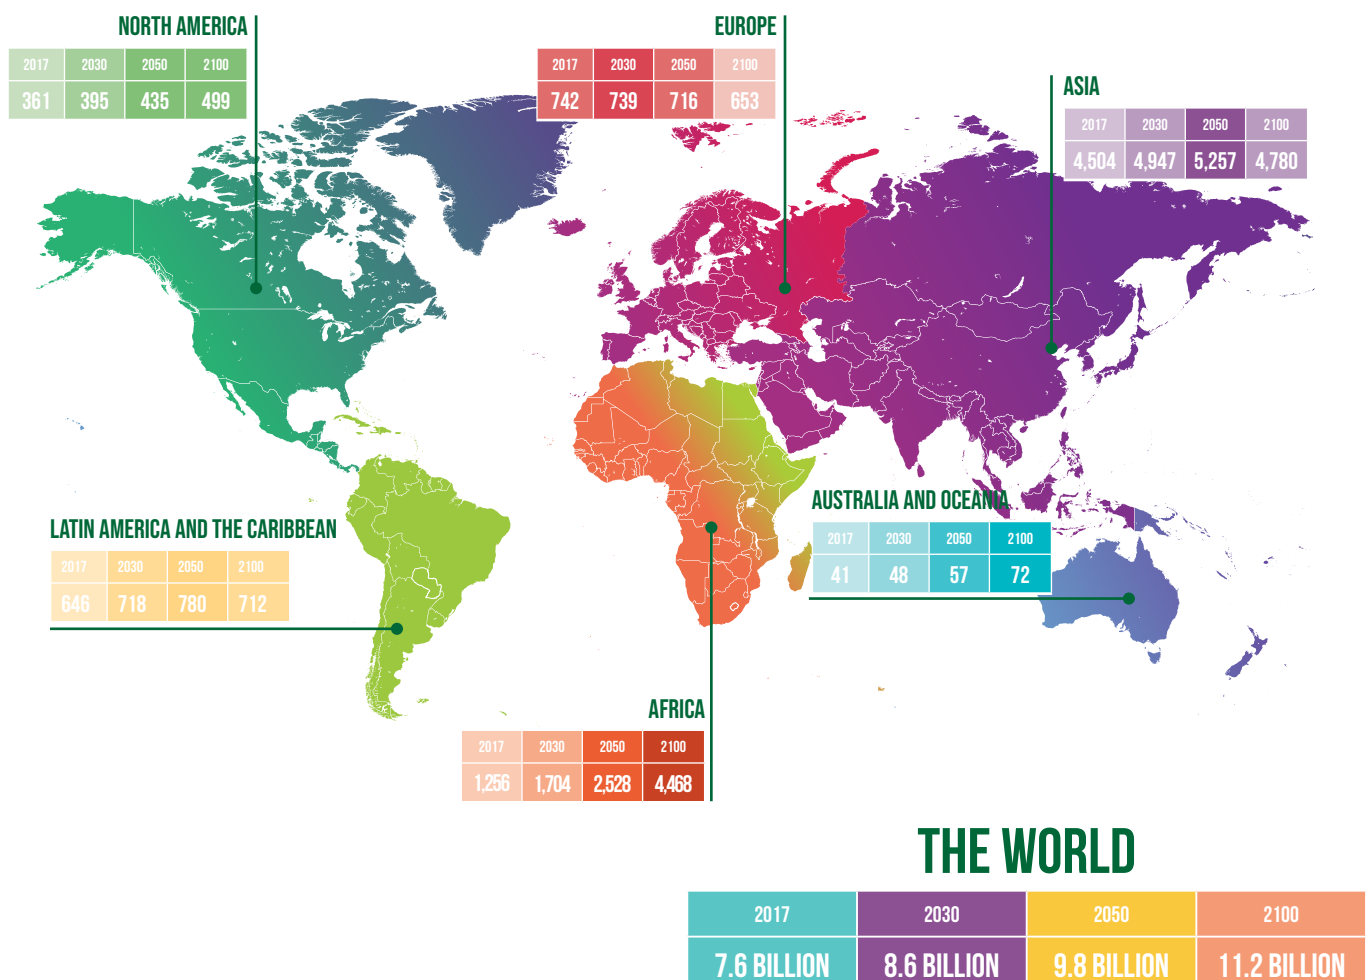 NORTH AMERICA
2017 2030 2050 2100
361 395 435 499
EUROPE
2017 2030 2050 2100
742 739 716 653
ASIA
2017 2030 2050 2100
4,504 4,947 5,257 4,780
LATIN AMERICA AND THE CARIBBEAN
2017 2030 2050 2100
646 718 780 712
AUSTRALIA AND OCEANIA
2017 2030 2050 2100
41 48 57 72
AFRICA
2017 2030 2050 2100
1,256 1,704 2,528 4,468
THE WORLD
2017 2030 2050 2100
7.6 BILLION 8.6 BILLION 9.8 BILLION 11.2 BILLION